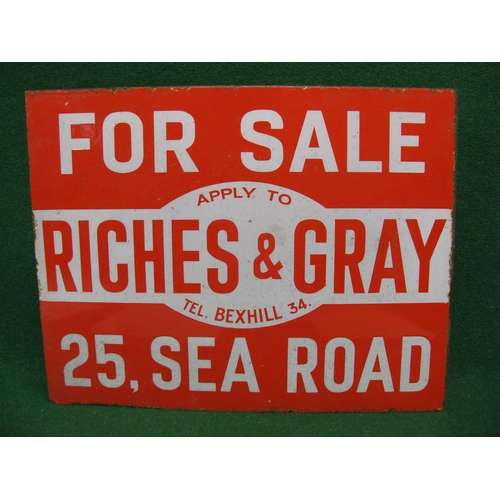 FOR SALE
APPLY TO
RICHES & GRAY
TEL. BEXHILL 34.
25, SEA ROAD